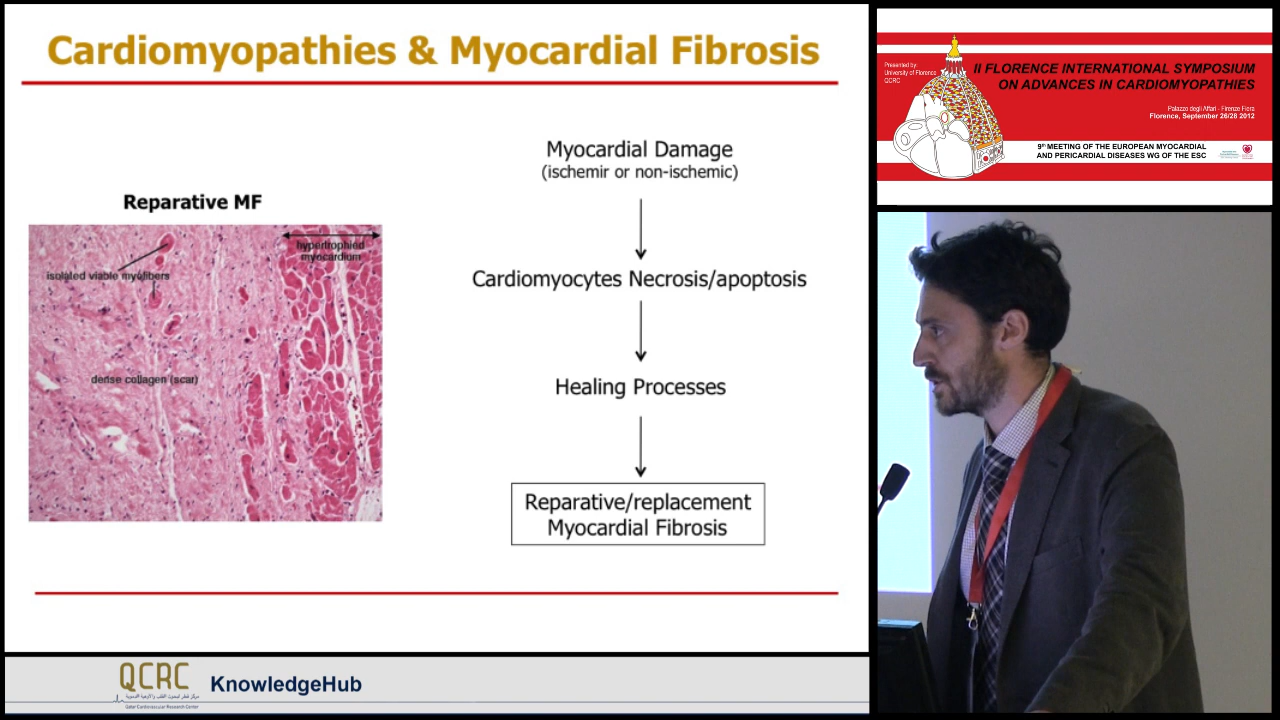 Cardiomyopathies & Myocardial Fibrosis
Myocardial Damage
(ischemir or non-ischemic)
Reparative MF
hypertrophied
myocardium
isolated viable myofibers
dense collagen (scar)
Cardiomyocytes Necrosis/apoptosis
Healing Processes
Reparative/replacement
Myocardial Fibrosis
QCRC
Qatar Cardiovascular Research Center
KnowledgeHub
Presented by:
University of Florence
QCRC
II FLORENCE INTERNATIONAL SYMPOSIUM
ON ADVANCES IN CARDIOMYOPATHIES
Palazzo degli Affari - Firenze Fiera
Florence, September 26/28 2012
9th MEETING OF THE EUROPEAN MYOCARDIAL
AND PERICARDIAL DISEASES WG OF THE ESC